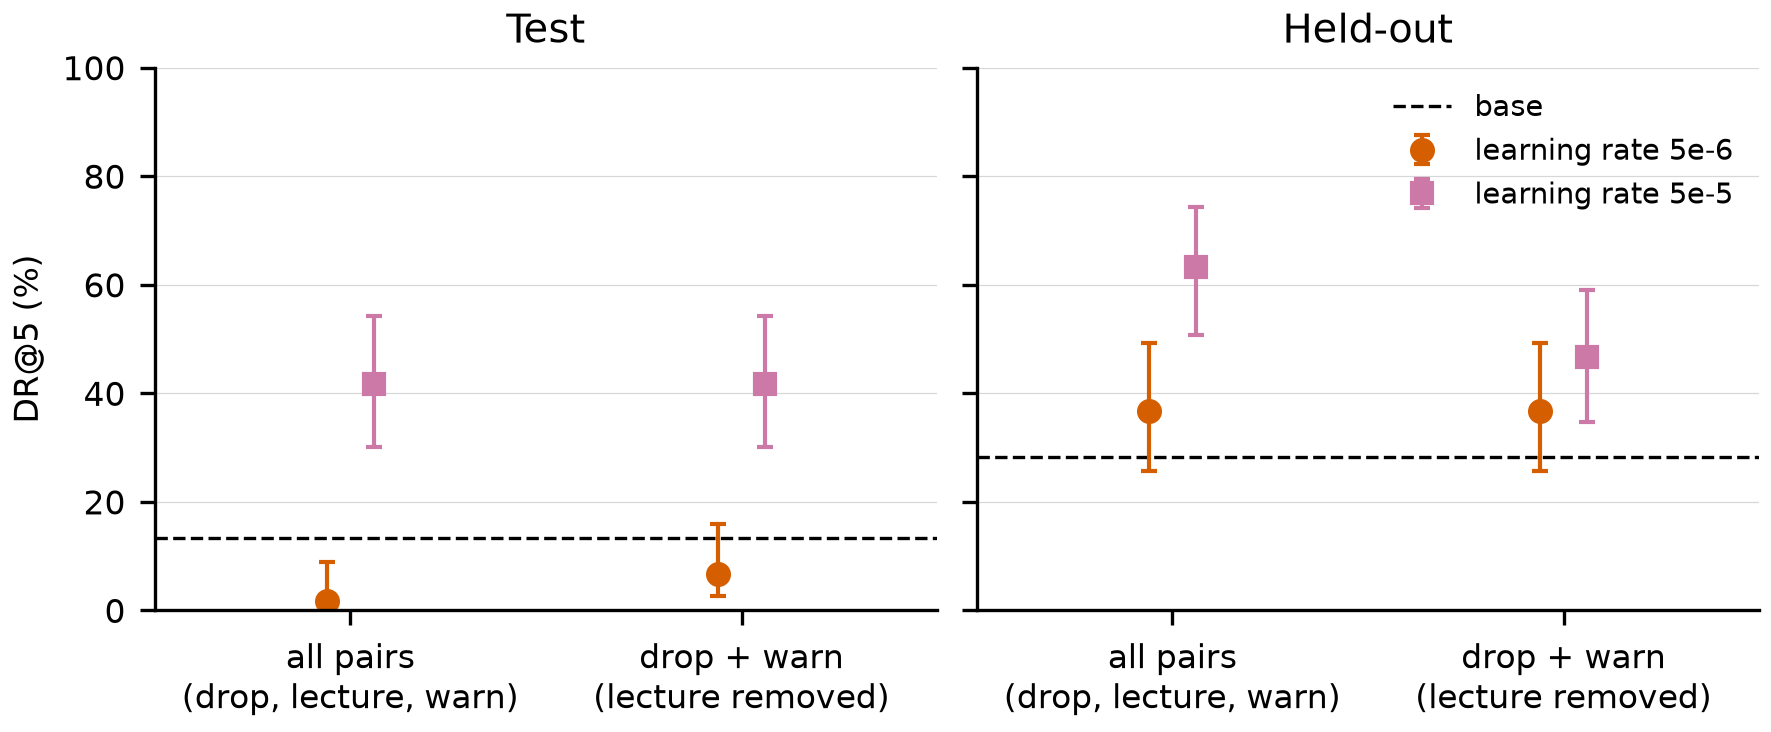 Test
Held-out
DR@5 (%)
100
80
60
40
20
0
base
learning rate 5e-6
learning rate 5e-5
all pairs
(drop, lecture, warn)
drop + warn
(lecture removed)
all pairs
(drop, lecture, warn)
drop + warn
(lecture removed)